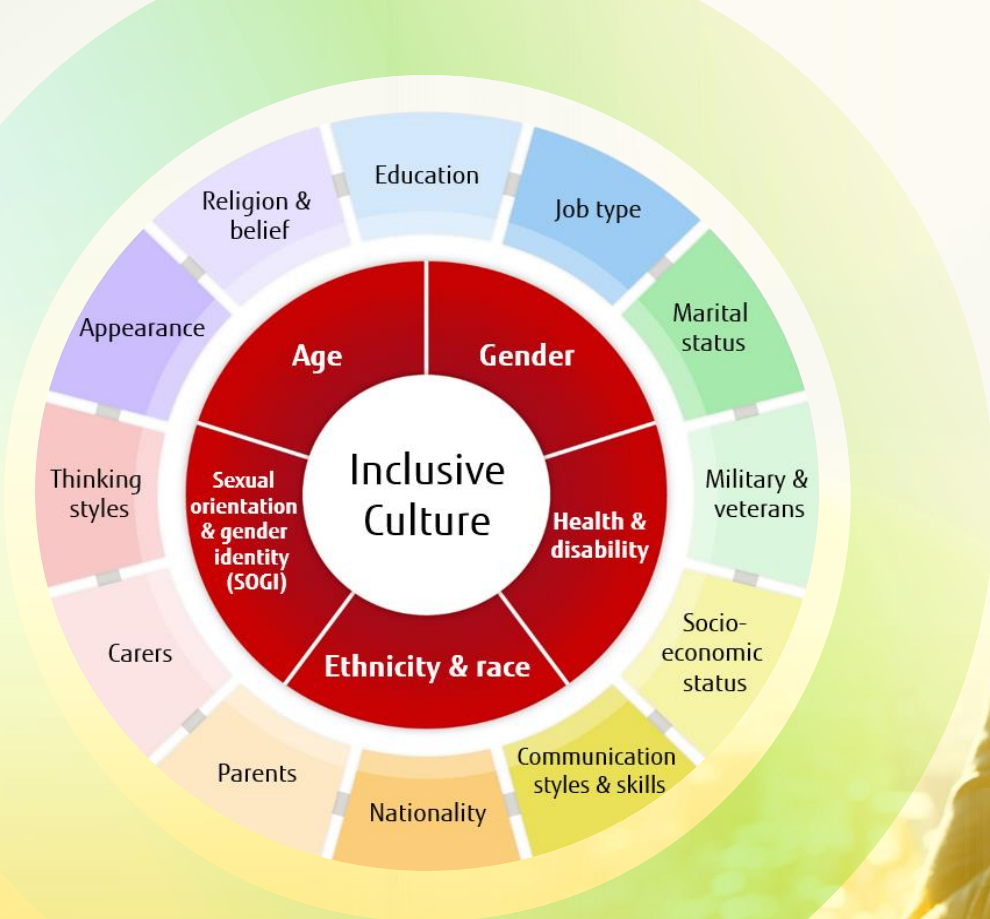 Education
Job type
Religion &
belief
Marital
status
Appearance
Age
Gender
Thinking
styles
Military &
veterans
Inclusive
Culture
Sexual
orientation
& gender
identity
(SOGI)
Health &
disability
Carers
Socio-
economic
status
Ethnicity & race
Parents
Nationality
Communication
styles & skills